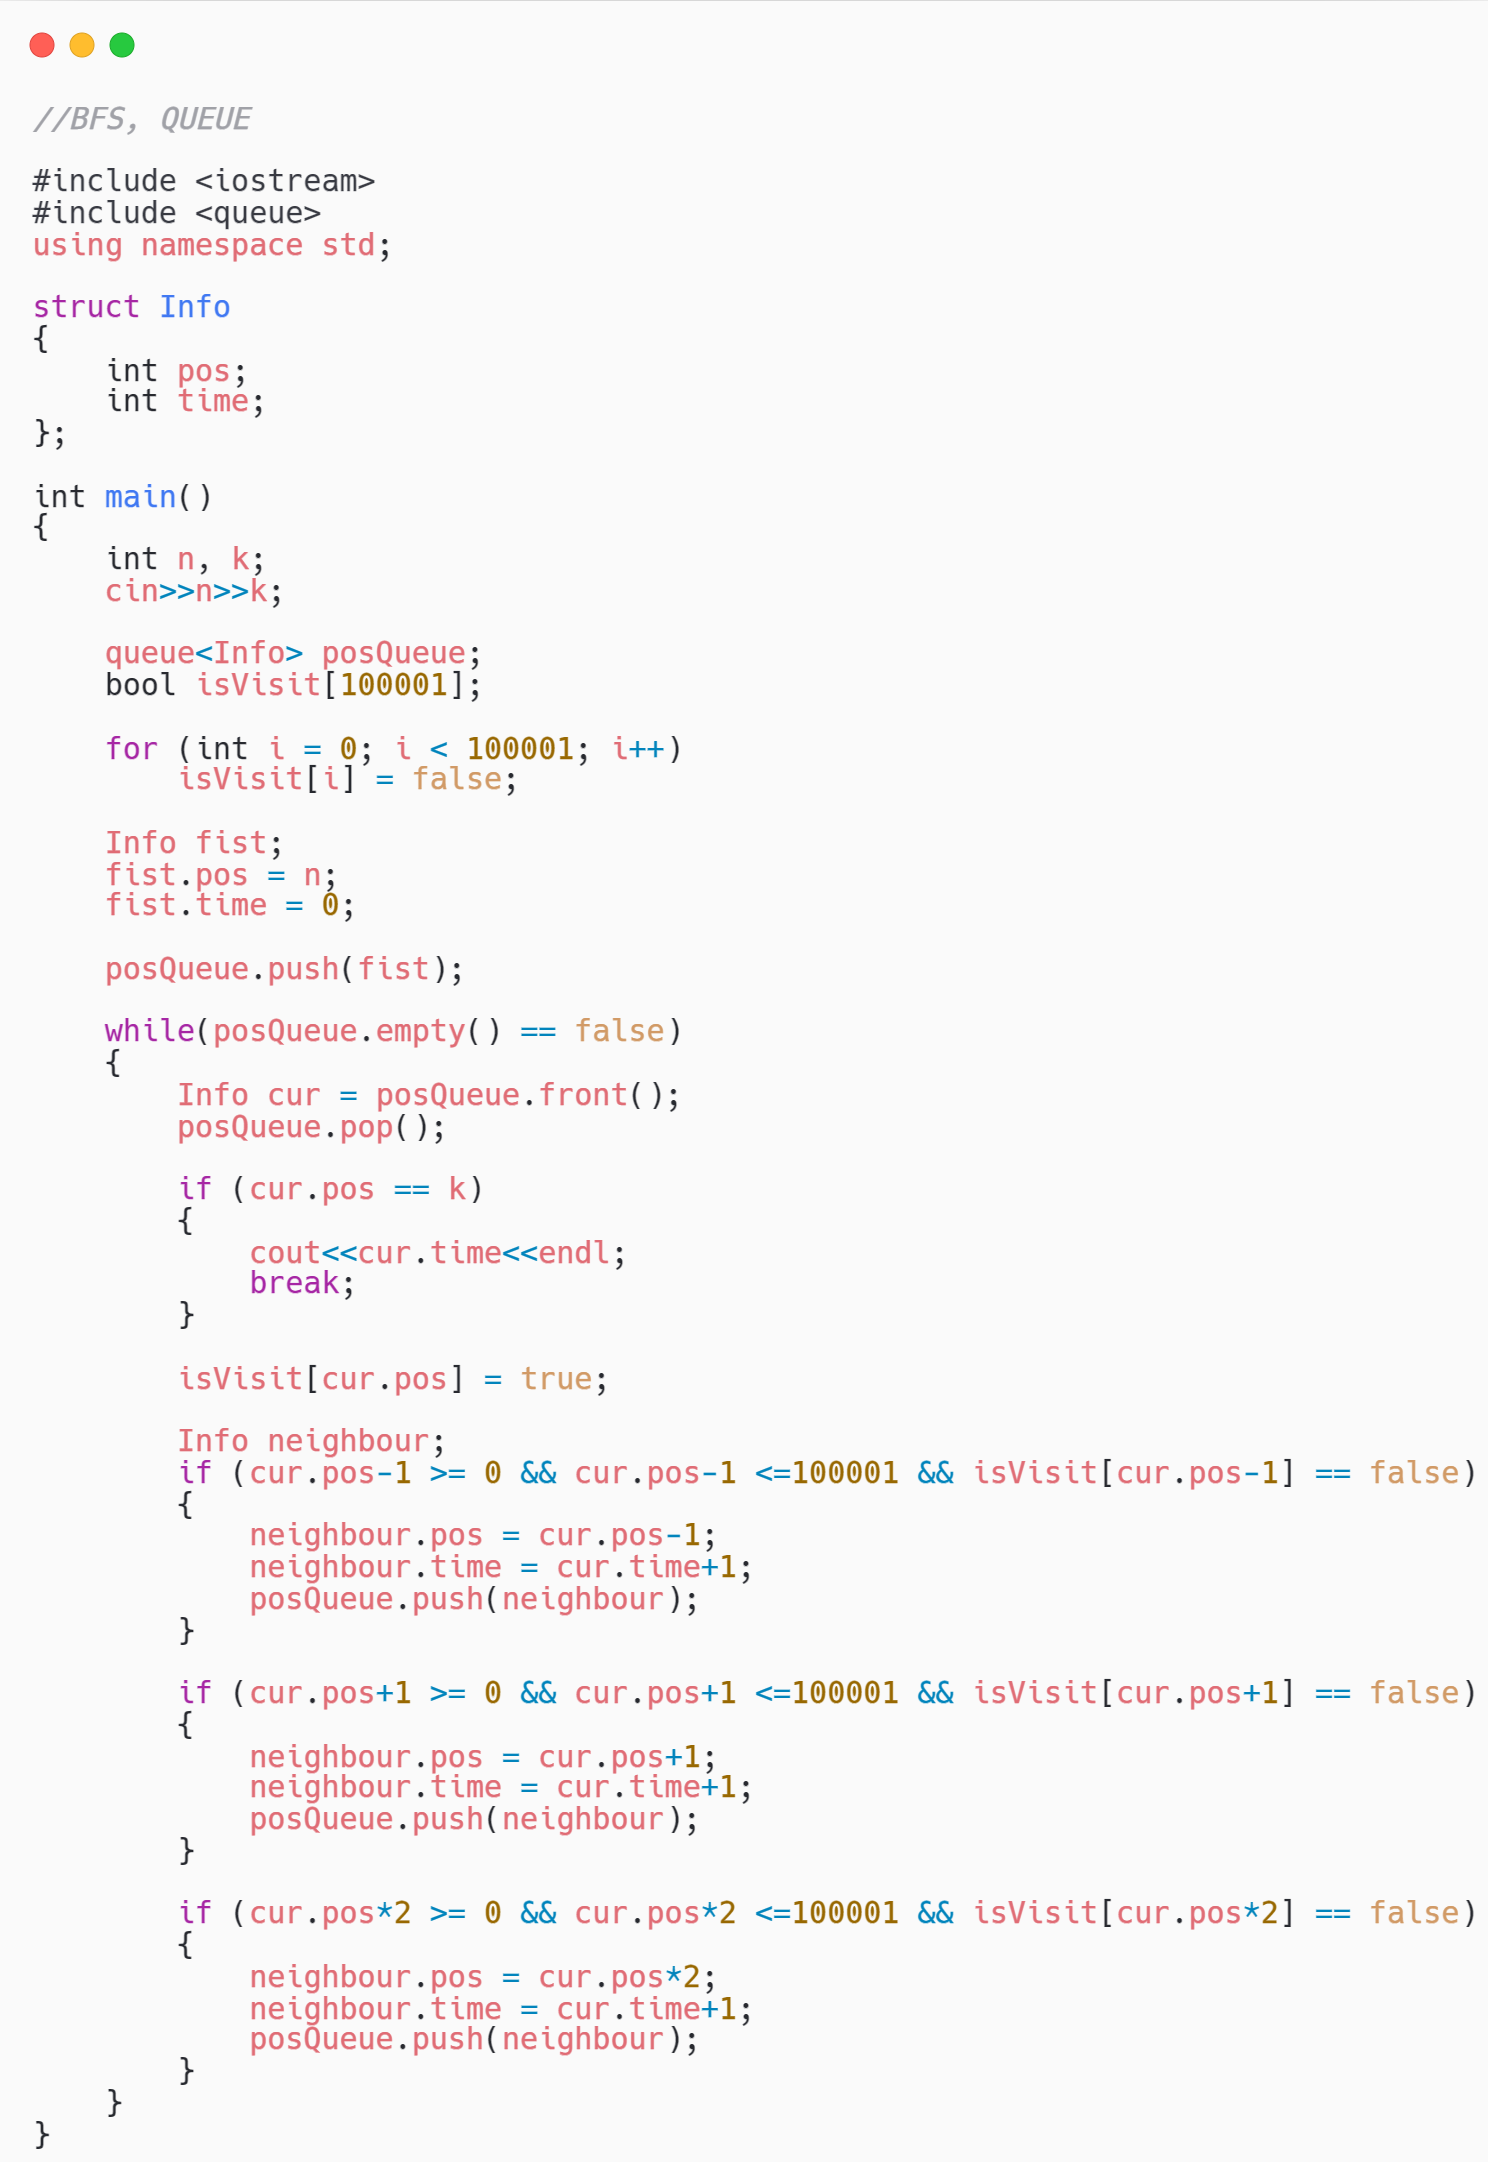 //BFS, QUEUE
#include <iostream>
#include <queue>
using namespace std;
struct Info
{
    int pos;
    int time;
};
int main()
{
    int n, k;
    cin>>n>>k;
    queue<Info> posQueue;
    bool isVisit[100001];
    for (int i = 0; i < 100001; i++)
        isVisit[i] = false;
    Info fist;
    fist.pos = n;
    fist.time = 0;
    posQueue.push(fist);
    while(posQueue.empty() == false)
    {
        Info cur = posQueue.front();
        posQueue.pop();
        if (cur.pos == k)
        {
            cout<<cur.time<<endl;
            break;
        }
        isVisit[cur.pos] = true;
        Info neighbour;
        if (cur.pos-1 >= 0 && cur.pos-1 <=100001 && isVisit[cur.pos-1] == false)
        {
            neighbour.pos = cur.pos-1;
            neighbour.time = cur.time+1;
            posQueue.push(neighbour);
        }
        if (cur.pos+1 >= 0 && cur.pos+1 <=100001 && isVisit[cur.pos+1] == false)
        {
            neighbour.pos = cur.pos+1;
            neighbour.time = cur.time+1;
            posQueue.push(neighbour);
        }
        if (cur.pos*2 >= 0 && cur.pos*2 <=100001 && isVisit[cur.pos*2] == false)
        {
            neighbour.pos = cur.pos*2;
            neighbour.time = cur.time+1;
            posQueue.push(neighbour);
        }
    }
}